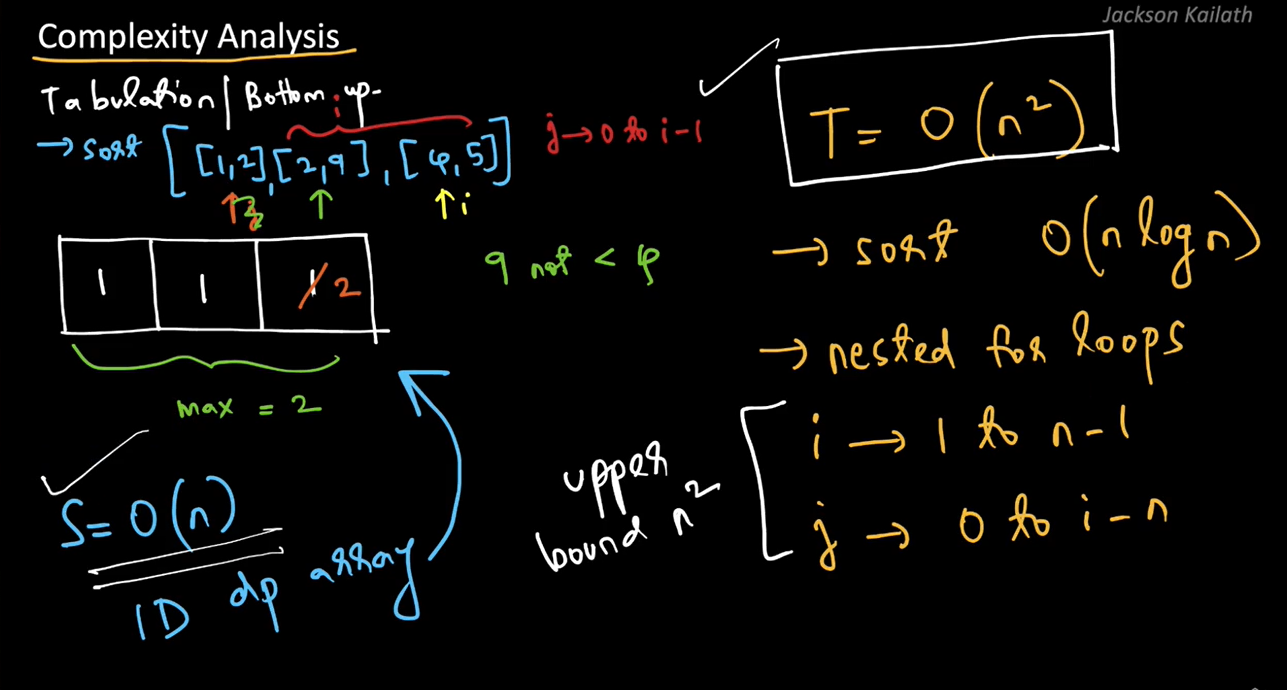 Jackson Kailath
Complexity Analysis
Tabulation | Bottom up
→ sort [[1,2], [2,9], [4,5]]
i
j → 0 to i-1
T = O(n²)
j
↑ i
→ sort O(n log n)
9 not < 4
1 1 1 2
→ nested for loops
max = 2
i → 1 to n-1
j → 0 to i-n
upper
bound n²
S = O(n)
1D dp array